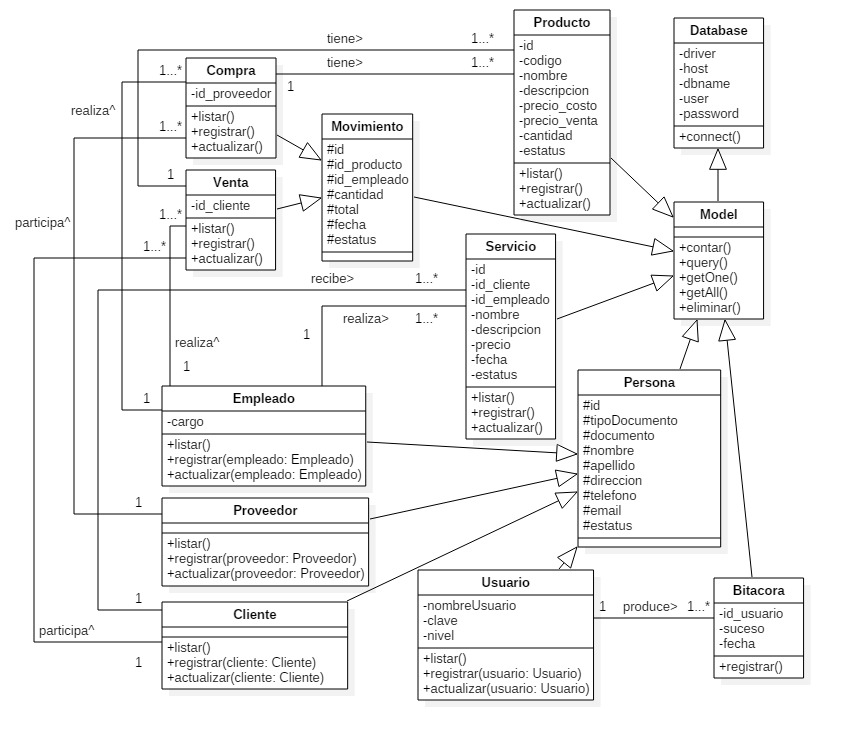 Producto
-id
-codigo
-nombre
-descripcion
-precio_costo
-precio_venta
-cantidad
-estatus
+listar()
+registrar()
+actualizar()
Database
-driver
-host
-dbname
-user
-password
+connect()
tiene>
1...*
tiene>
1...*
1
1...*
Compra
-id_proveedor
+listar()
+registrar()
+actualizar()
realiza^
1...*
Movimiento
#id
#id_producto
#id_empleado
#cantidad
#total
#fecha
#estatus
1
Venta
-id_cliente
+listar()
+registrar()
+actualizar()
1...*
participa^
1...*
Model
+contar()
+query()
+getOne()
+getAll()
+eliminar()
Servicio
-id
-id_cliente
-id_empleado
-nombre
-descripcion
-precio
-fecha
-estatus
+listar()
+registrar()
+actualizar()
recibe>
1...*
realiza>
1...*
1
realiza^
1
1
Empleado
-cargo
+listar()
+registrar(empleado: Empleado)
+actualizar(empleado: Empleado)
Persona
#id
#tipoDocumento
#documento
#nombre
#apellido
#direccion
#telefono
#email
#estatus
1
Proveedor
+listar()
+registrar(proveedor: Proveedor)
+actualizar(proveedor: Proveedor)
1
Cliente
+listar()
+registrar(cliente: Cliente)
+actualizar(cliente: Cliente)
participa^
1
Usuario
-nombreUsuario
-clave
-nivel
+listar()
+registrar(usuario: Usuario)
+actualizar(usuario: Usuario)
1
produce>
1...*
Bitacora
-id_usuario
-suceso
-fecha
+registrar()